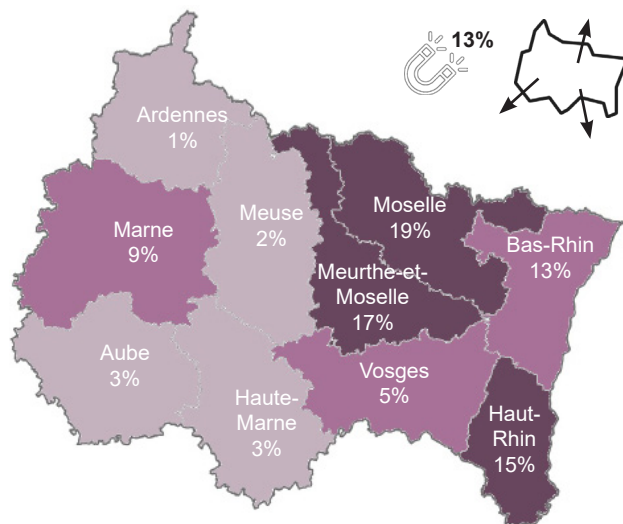 13%
Ardennes
1%
Meuse
2%
Moselle
19%
Marne
9%
Bas-Rhin
13%
Meurthe-et-
Moselle
17%
Aube
3%
Haute-
Marne
3%
Vosges
5%
Haut-
Rhin
15%